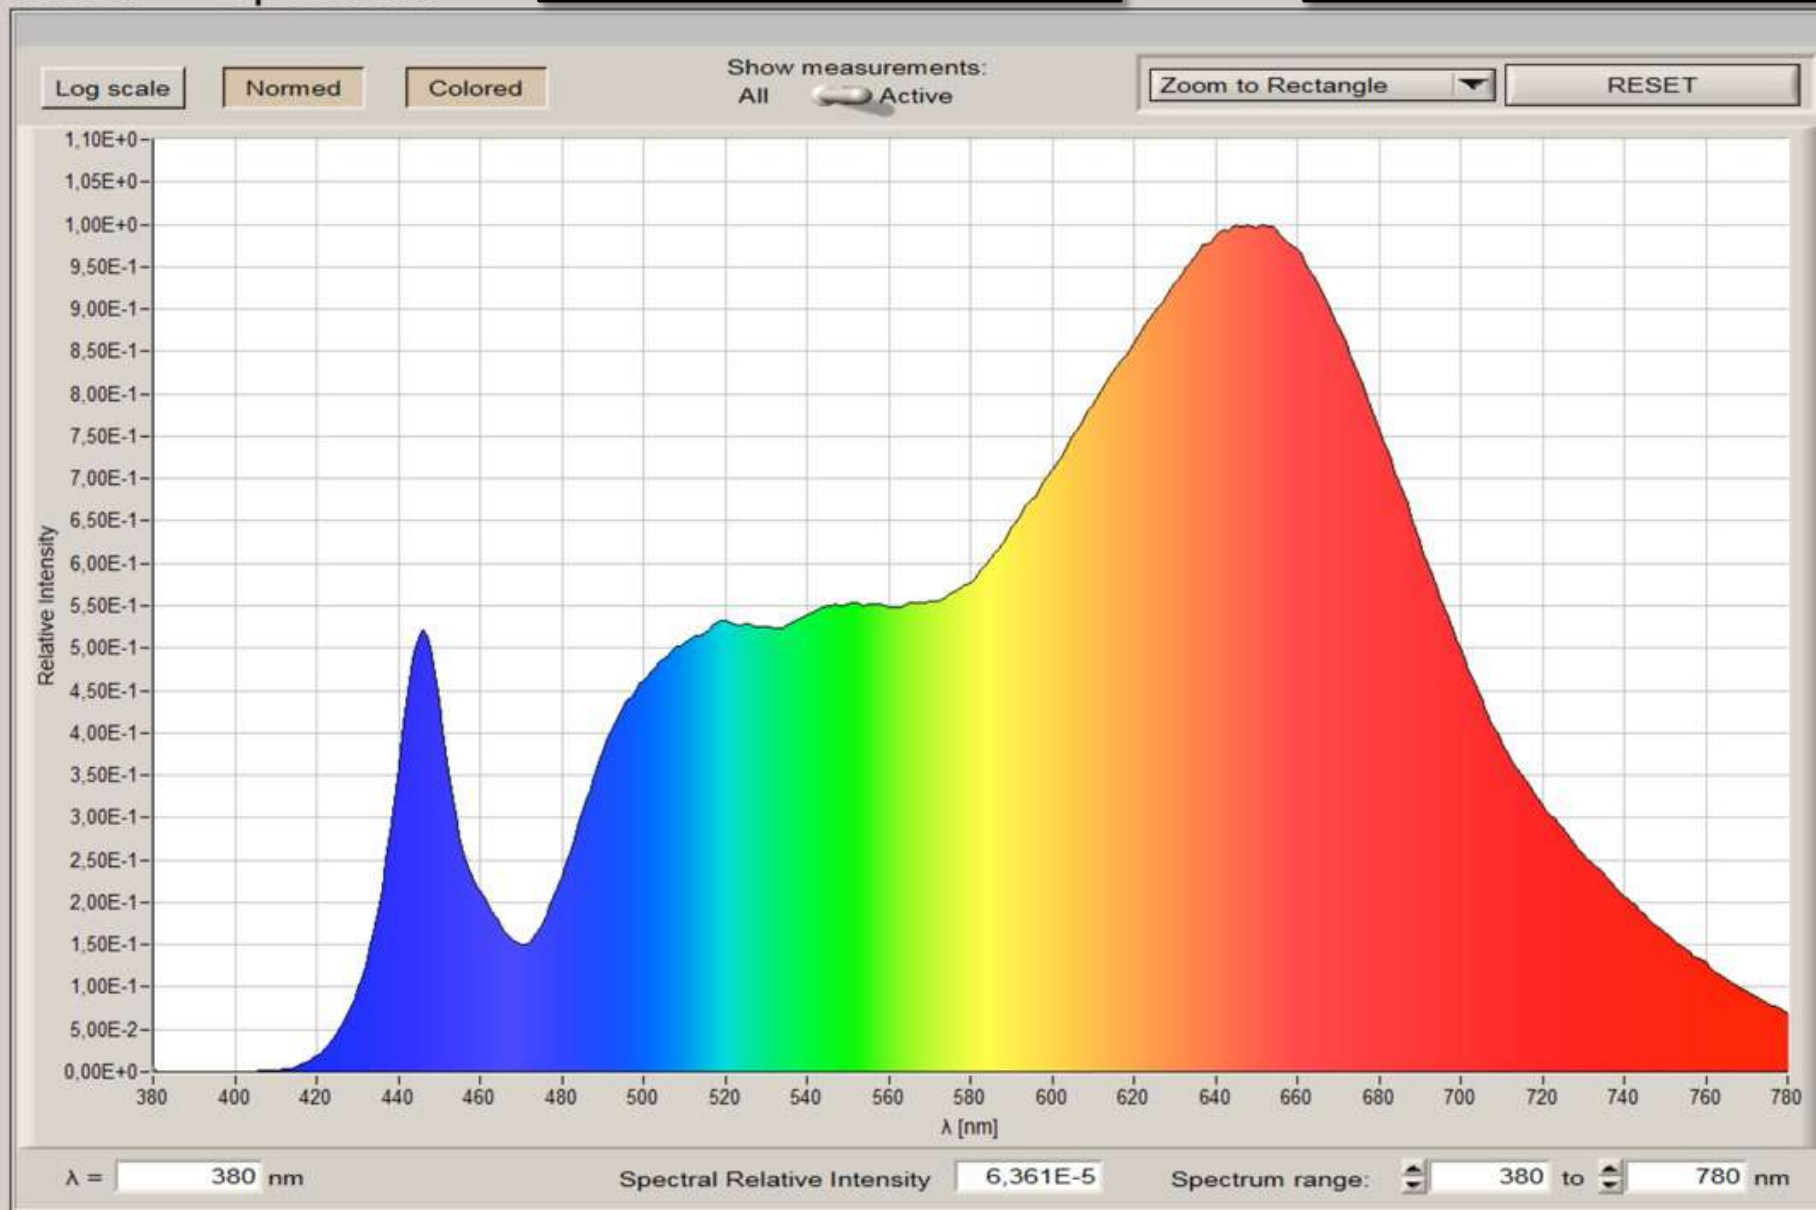 Log scale Normed Colored Show measurements: All Active Zoom to Rectangle RESET
1,10E+0
1,05E+0
1,00E+0
9,50E-1
9,00E-1
8,50E-1
8,00E-1
7,50E-1
7,00E-1
6,50E-1
6,00E-1
5,50E-1
5,00E-1
4,50E-1
4,00E-1
3,50E-1
3,00E-1
2,50E-1
2,00E-1
1,50E-1
1,00E-1
5,00E-2
0,00E+0
Relative Intensity
380 400 420 440 460 480 500 520 540 560 580 600 620 640 660 680 700 720 740 760 780
λ [nm]
λ = 380 nm Spectral Relative Intensity 6,361E-5 Spectrum range: 380 to 780 nm